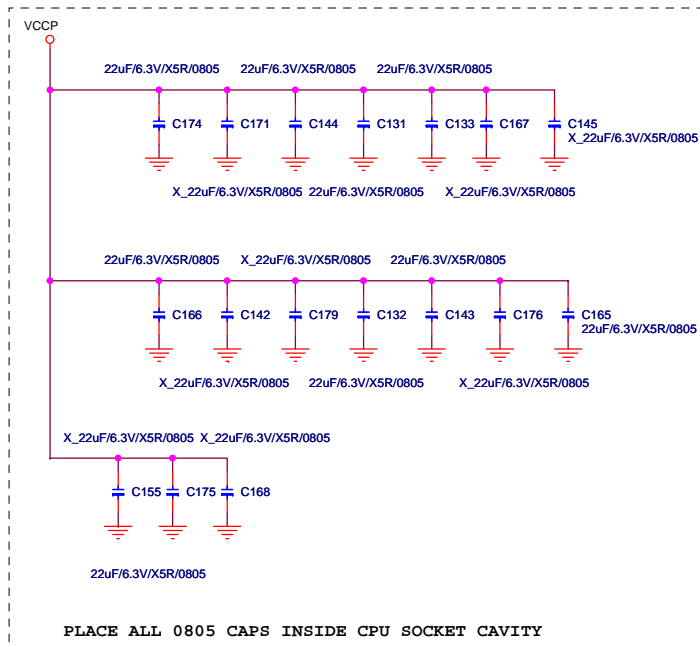 VCCP
22uF/6.3V/X5R/0805 22uF/6.3V/X5R/0805 22uF/6.3V/X5R/0805
C174 C171 C144 C131 C133 C167 C145
X_22uF/6.3V/X5R/0805
X_22uF/6.3V/X5R/0805 22uF/6.3V/X5R/0805 X_22uF/6.3V/X5R/0805
22uF/6.3V/X5R/0805 X_22uF/6.3V/X5R/0805 22uF/6.3V/X5R/0805
C166 C142 C179 C132 C143 C176 C165
22uF/6.3V/X5R/0805
X_22uF/6.3V/X5R/0805 22uF/6.3V/X5R/0805 X_22uF/6.3V/X5R/0805
X_22uF/6.3V/X5R/0805 X_22uF/6.3V/X5R/0805
C155 C175 C168
22uF/6.3V/X5R/0805
PLACE ALL 0805 CAPS INSIDE CPU SOCKET CAVITY